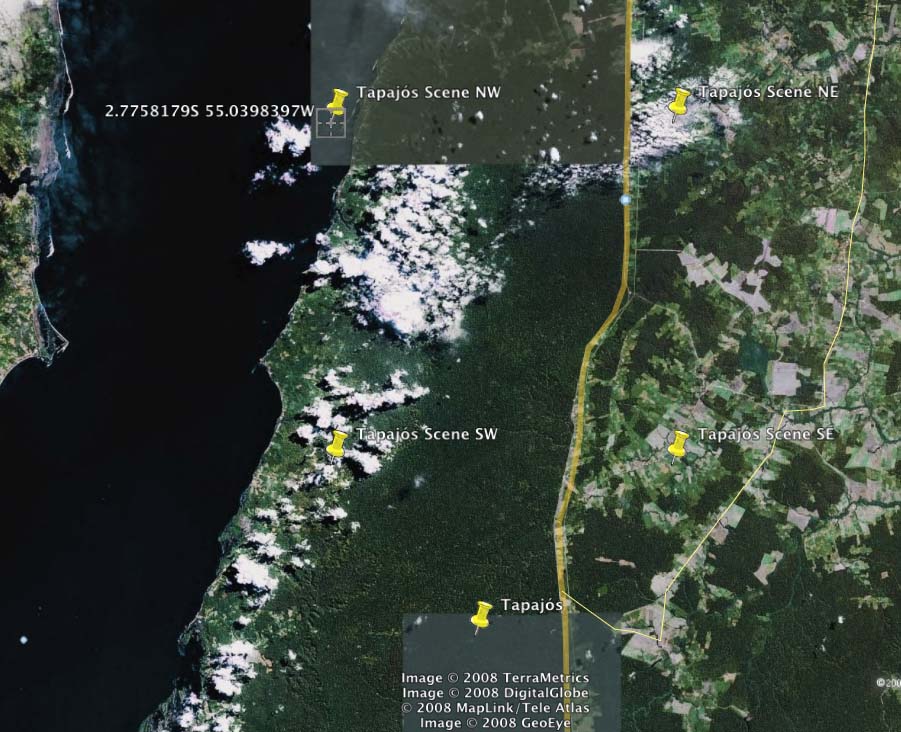 Tapajós Scene NW
Tapajós Scene NE
2.7758179S 55.0398397W
Tapajós Scene SW
Tapajós Scene SE
Tapajós
Image © 2008 TerraMetrics
Image © 2008 DigitalGlobe
© 2008 MapLink/Tele Atlas
Image © 2008 GeoEye